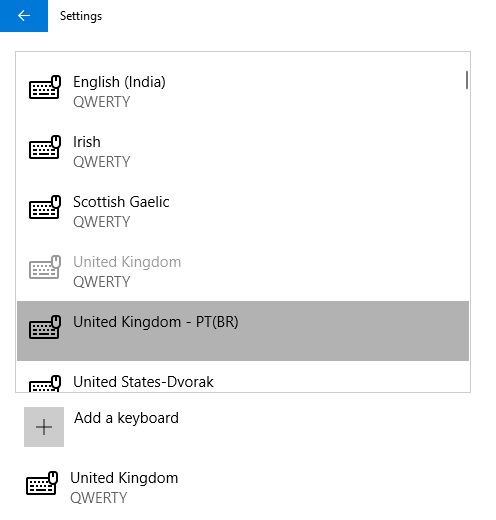 Settings
English (India)
QWERTY
Irish
QWERTY
Scottish Gaelic
QWERTY
United Kingdom
QWERTY
United Kingdom - PT(BR)
United States-Dvorak
Add a keyboard
United Kingdom
QWERTY